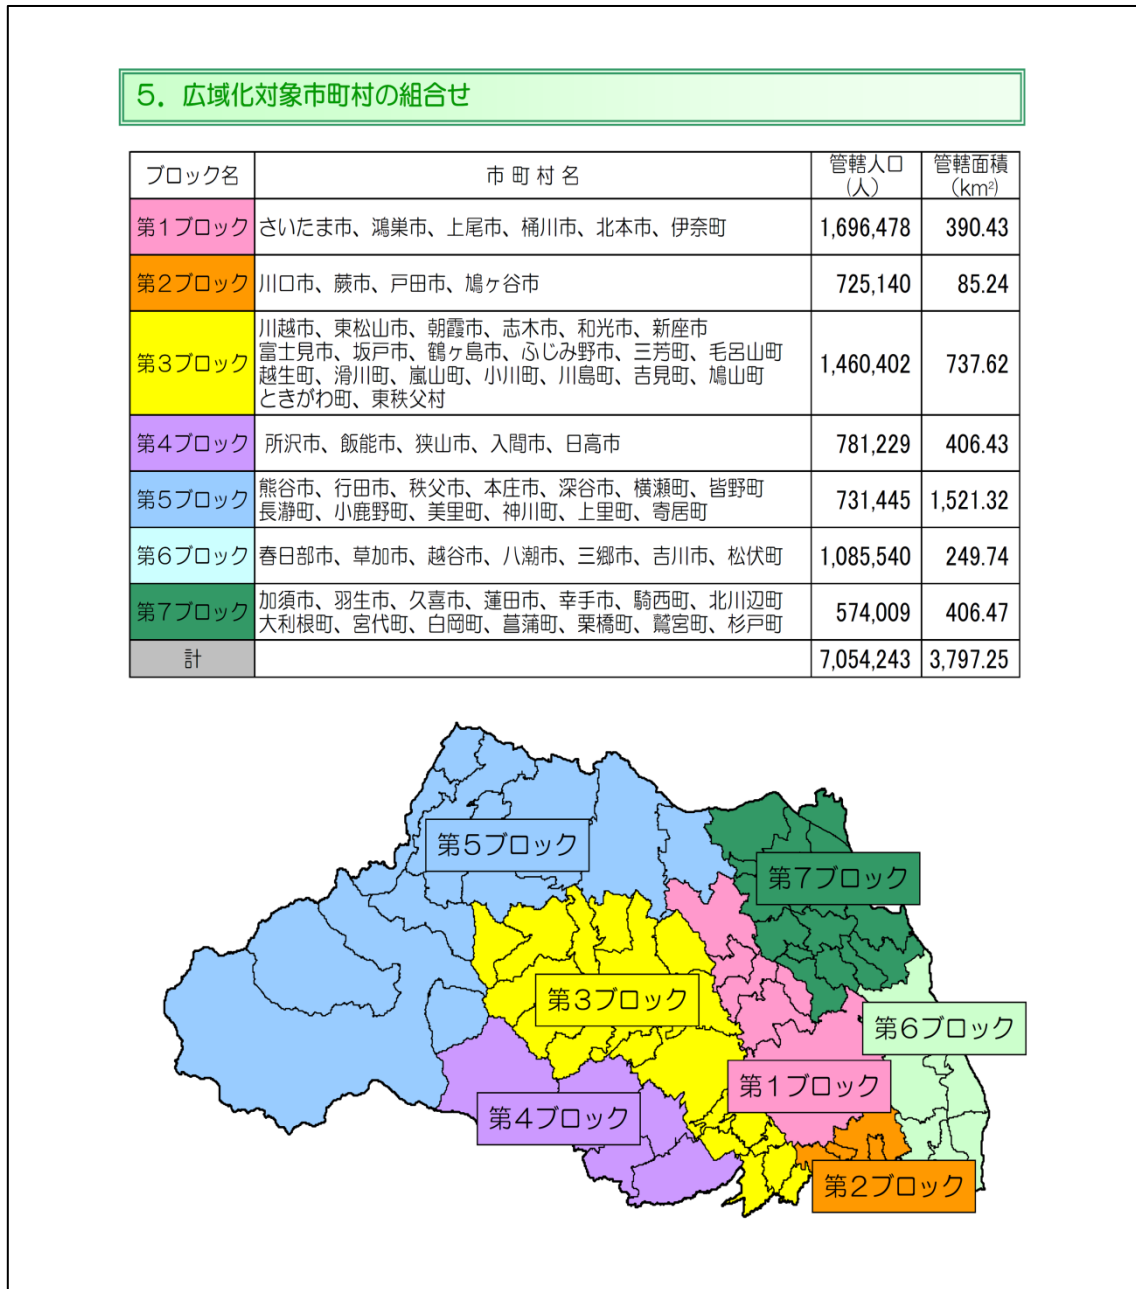 5．広域化対象市町村の組合せ
ブロック名 市町村名 管轄人口(人) 管轄面積(km²)
第1ブロック さいたま市、鴻巣市、上尾市、桶川市、北本市、伊奈町 1,696,478 390.43
第2ブロック 川口市、蕨市、戸田市、鳩ヶ谷市 725,140 85.24
第3ブロック 川越市、東松山市、朝霞市、志木市、和光市、新座市
富士見市、坂戸市、鶴ヶ島市、ふじみ野市、三芳町、毛呂山町
越生町、滑川町、嵐山町、小川町、川島町、吉見町、鳩山町
ときがわ町、東秩父村 1,460,402 737.62
第4ブロック 所沢市、飯能市、狭山市、入間市、日高市 781,229 406.43
第5ブロック 熊谷市、行田市、秩父市、本庄市、深谷市、横瀬町、皆野町
長瀞町、小鹿野町、美里町、神川町、上里町、寄居町 731,445 1,521.32
第6ブロック 春日部市、草加市、越谷市、八潮市、三郷市、吉川市、松伏町 1,085,540 249.74
第7ブロック 加須市、羽生市、久喜市、蓮田市、幸手市、騎西町、北川辺町
大利根町、宮代町、白岡町、菖蒲町、栗橋町、鷲宮町、杉戸町 574,009 406.47
計 7,054,243 3,797.25
第5ブロック
第7ブロック
第3ブロック
第6ブロック
第1ブロック
第4ブロック
第2ブロック